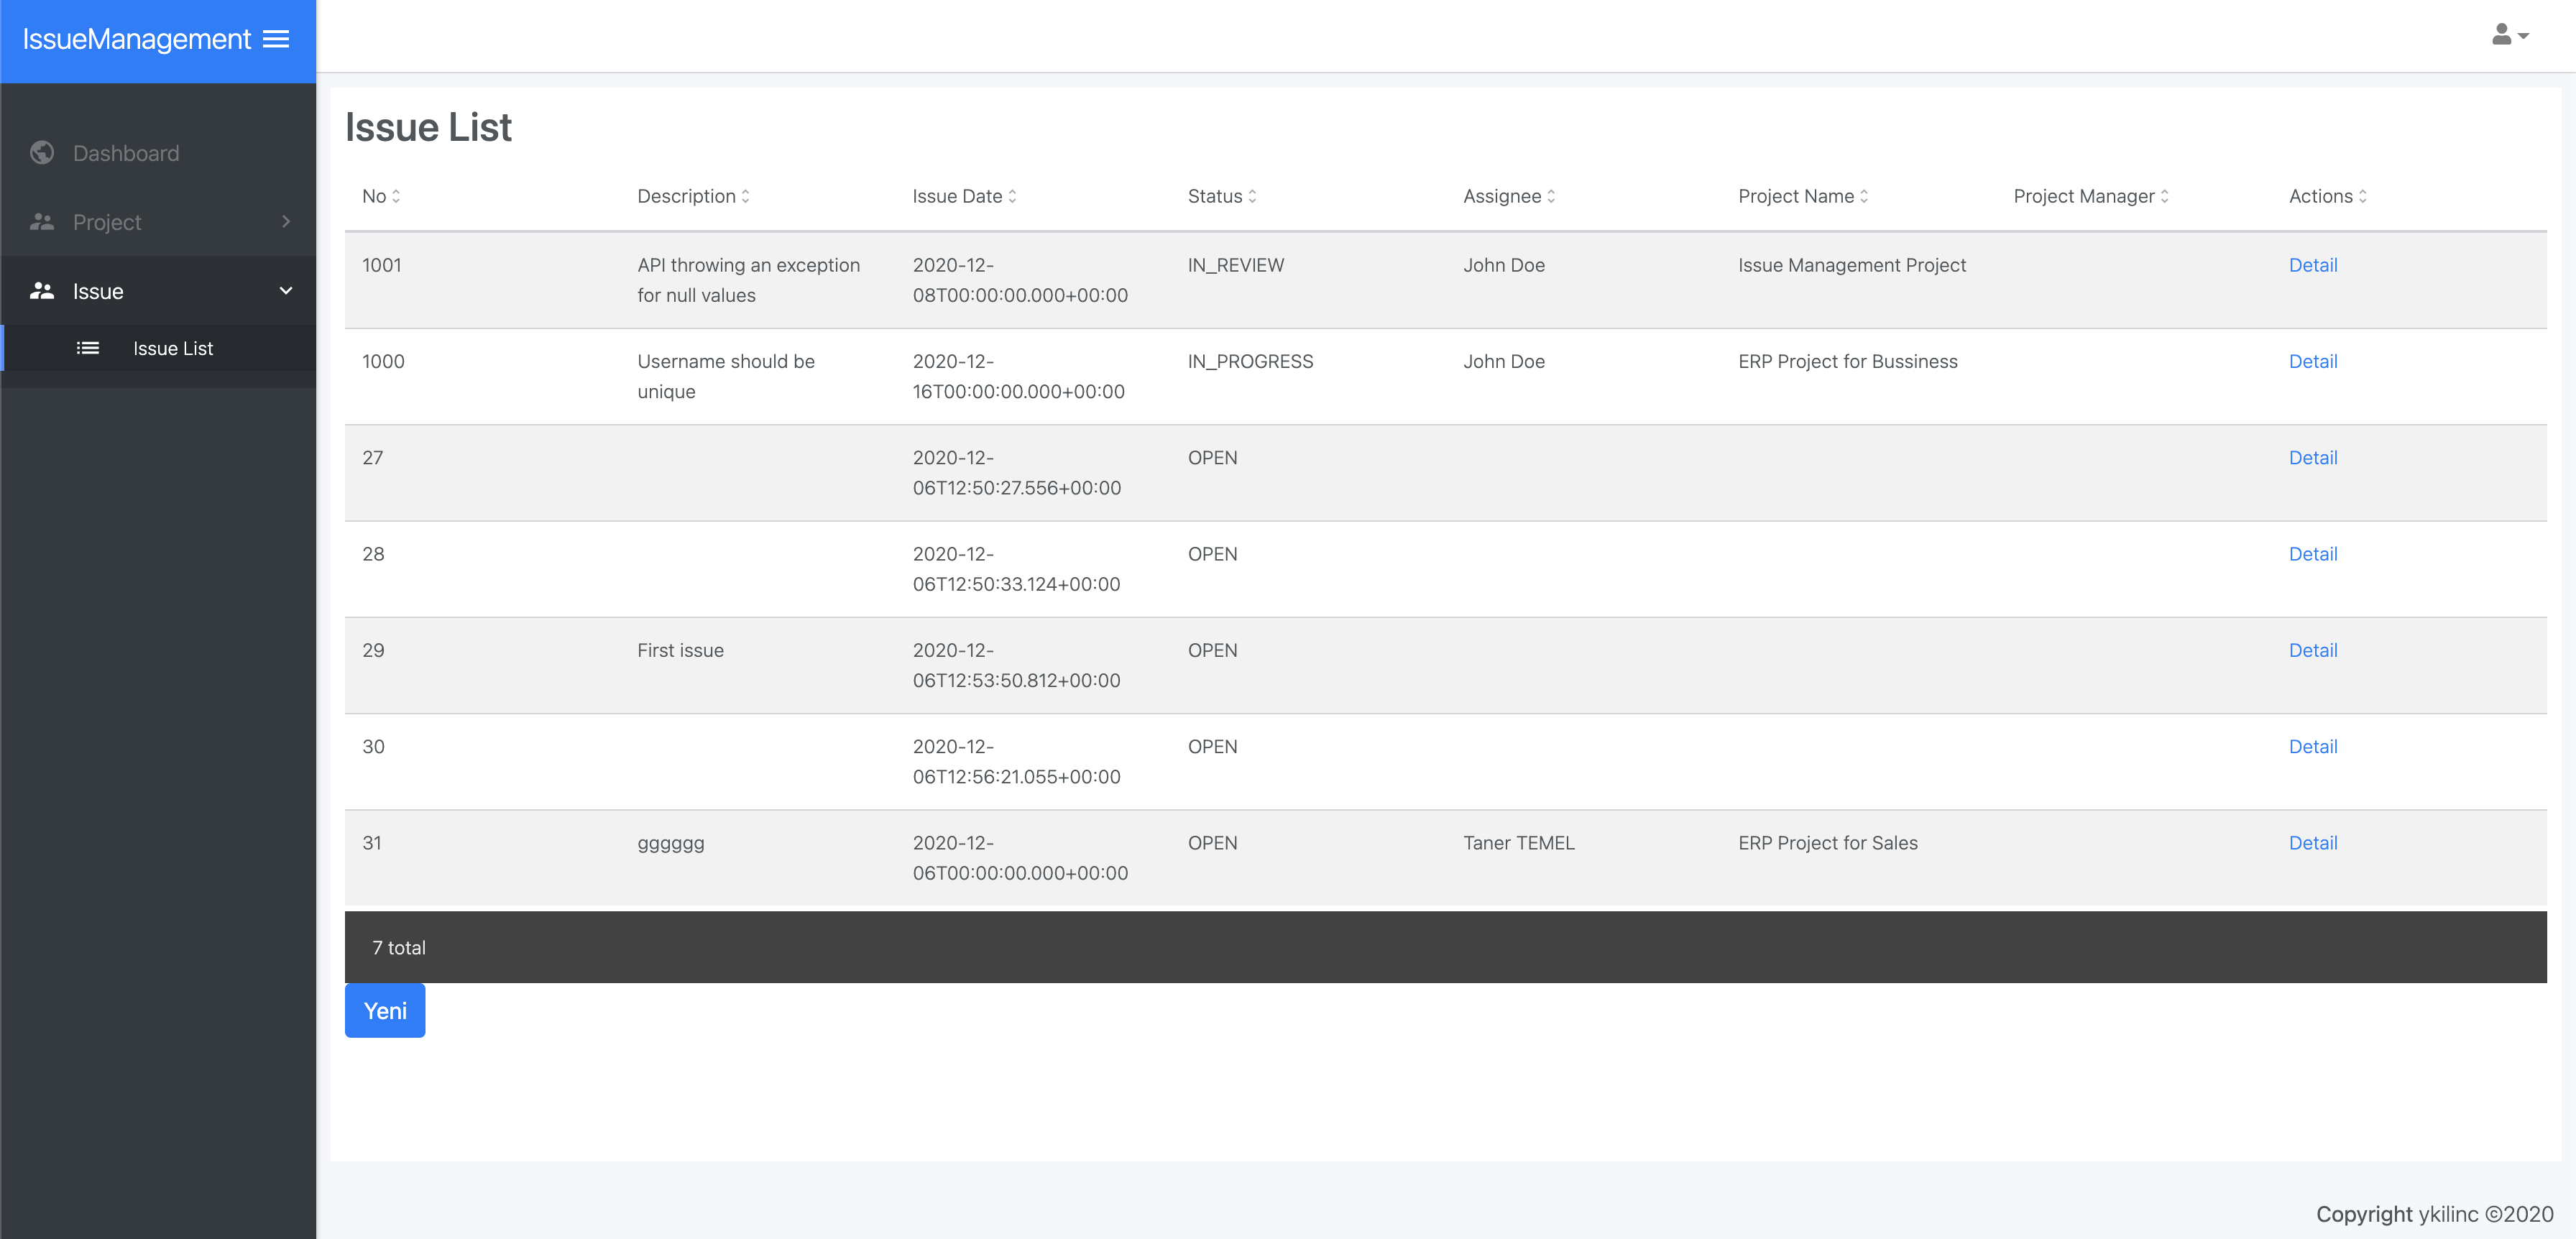 IssueManagement
Dashboard
Project
Issue
Issue List
Issue List
No Description Issue Date Status Assignee Project Name Project Manager Actions
1001 API throwing an exception 2020-12- IN_REVIEW John Doe Issue Management Project Detail
for null values 08T00:00:00.000+00:00
1000 Username should be 2020-12- IN_PROGRESS John Doe ERP Project for Bussiness Detail
unique 16T00:00:00.000+00:00
27 2020-12- OPEN Detail
06T12:50:27.556+00:00
28 2020-12- OPEN Detail
06T12:50:33.124+00:00
29 First issue 2020-12- OPEN Detail
06T12:53:50.812+00:00
30 2020-12- OPEN Detail
06T12:56:21.055+00:00
31 gggggg 2020-12- OPEN Taner TEMEL ERP Project for Sales Detail
06T00:00:00.000+00:00
7 total
Yeni
Copyright ykilinc ©2020